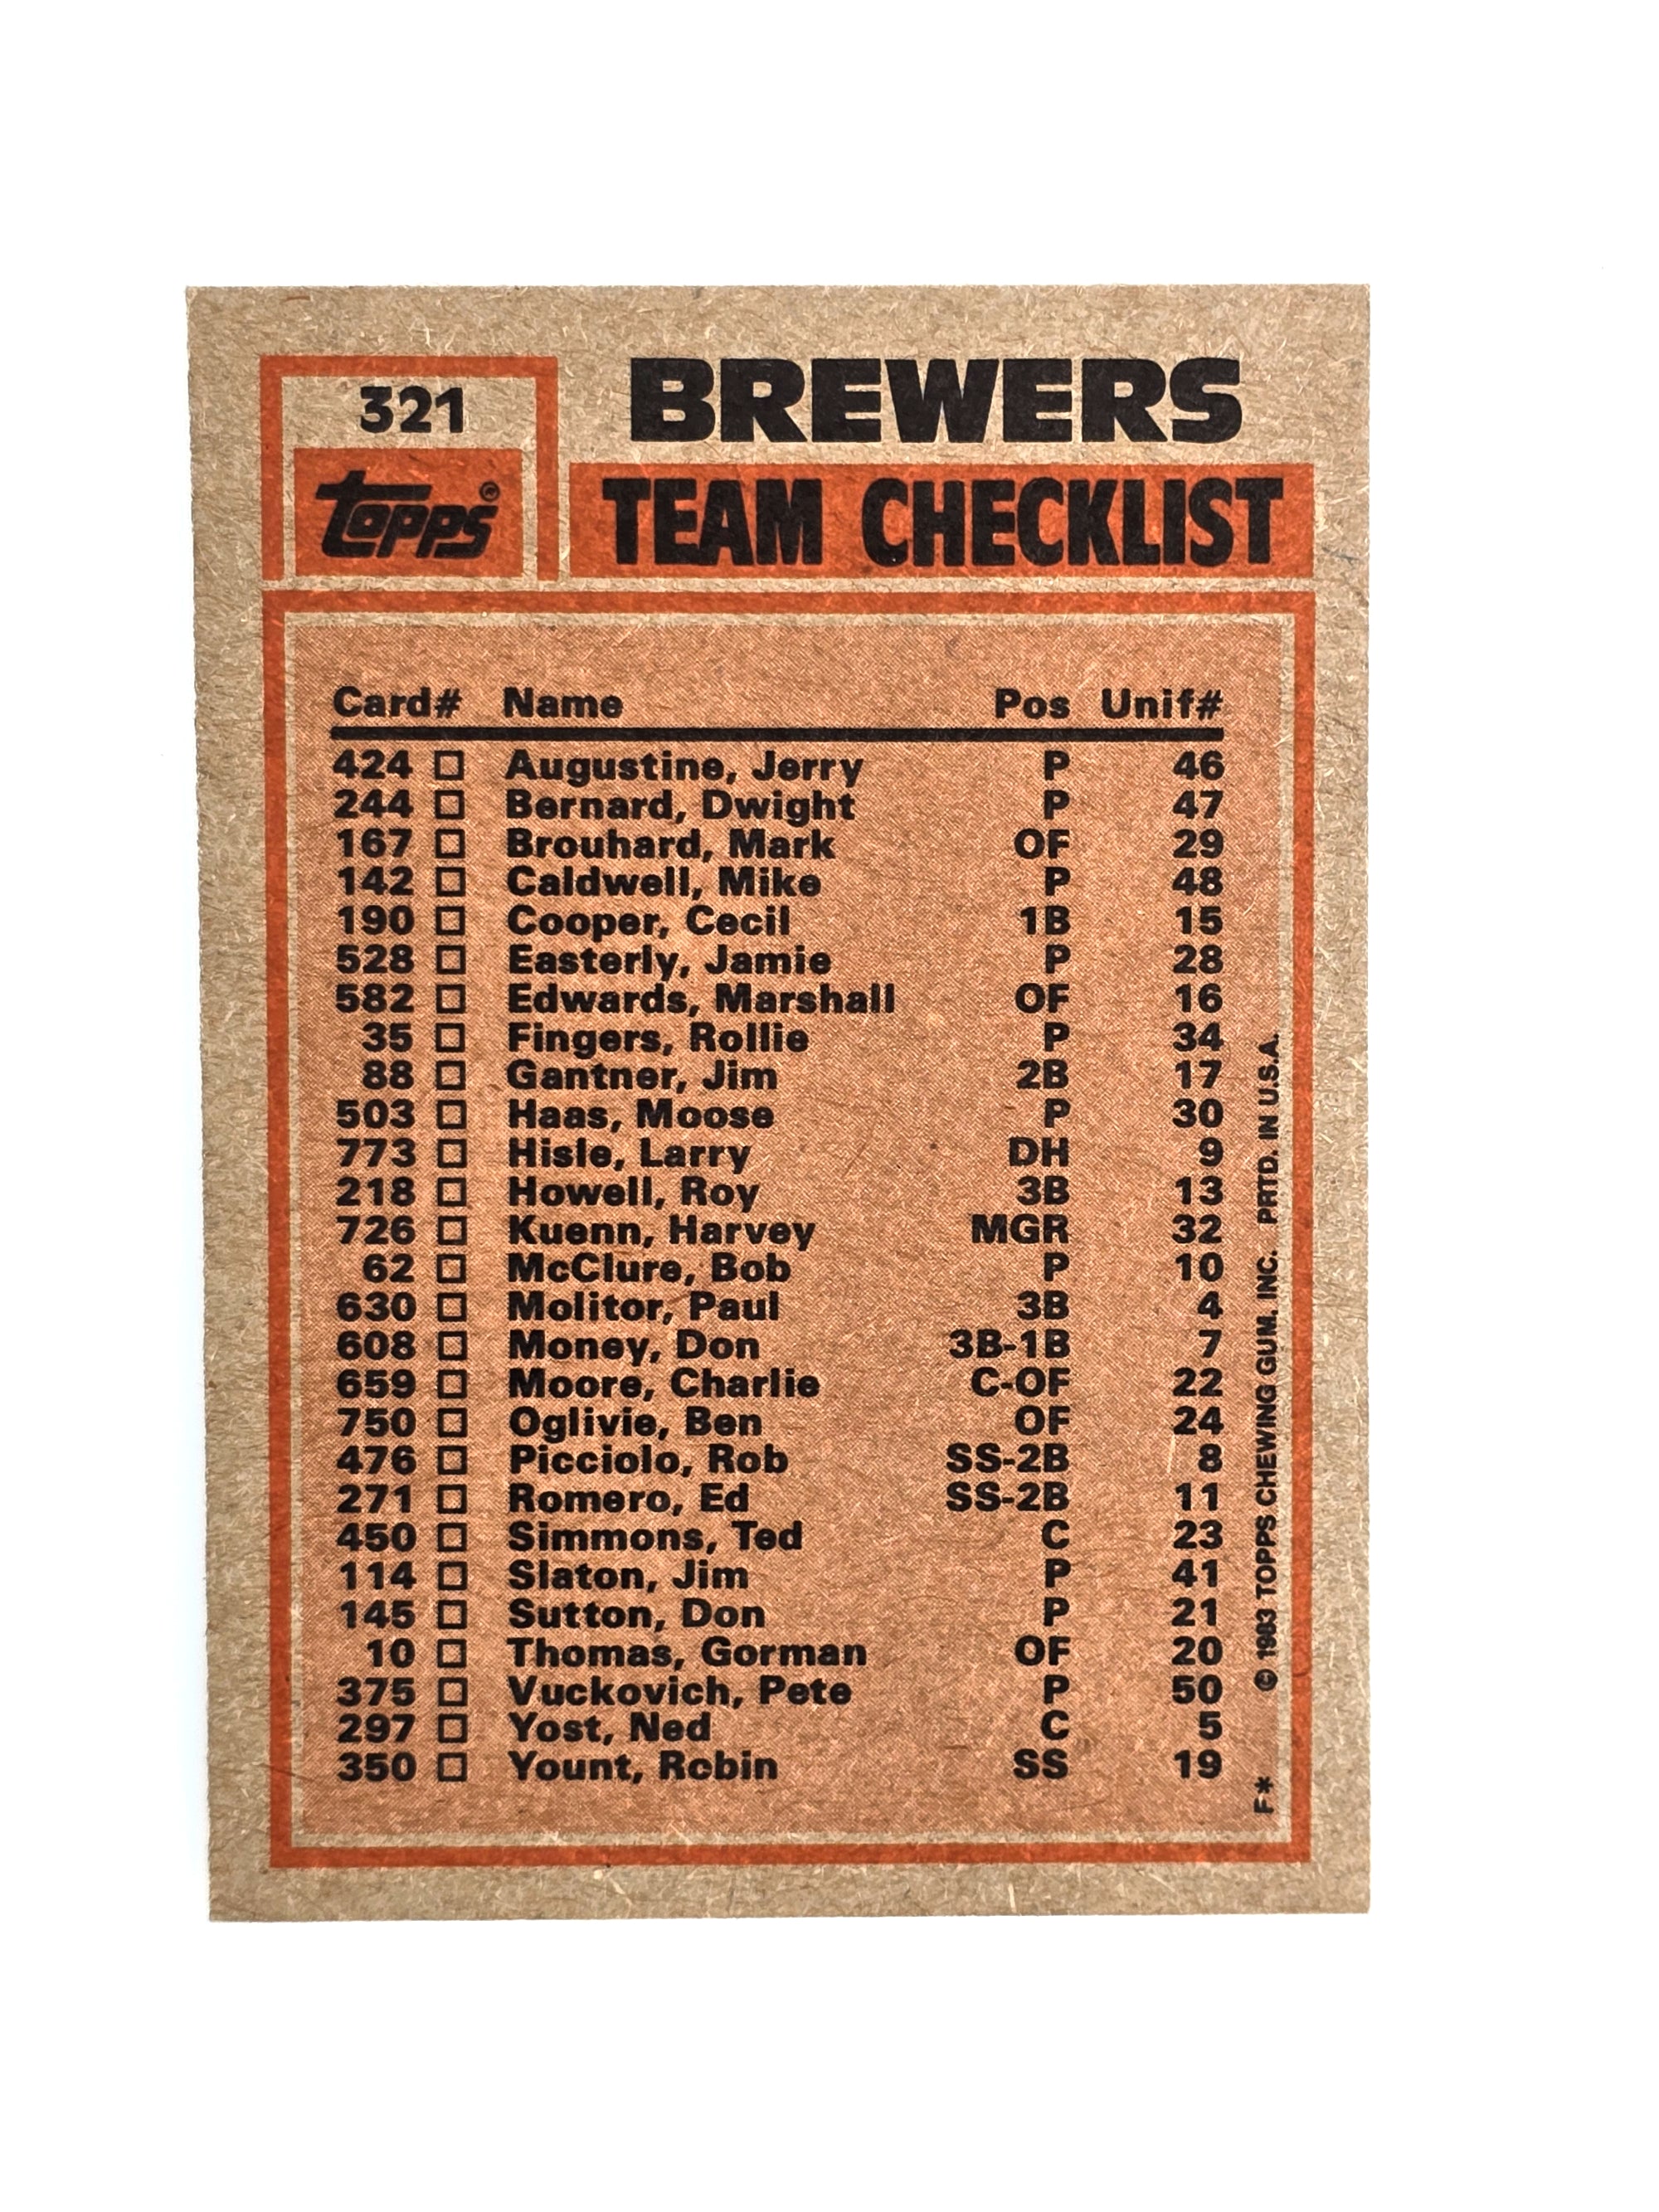 321
BREWERS
topps®
TEAM CHECKLIST
Card# Name Pos Unif#
424 □ Augustine, Jerry P 46
244 □ Bernard, Dwight P 47
167 □ Brouhard, Mark OF 29
142 □ Caldwell, Mike P 48
190 □ Cooper, Cecil 1B 15
528 □ Easterly, Jamie P 28
582 □ Edwards, Marshall OF 16
35 □ Fingers, Rollie P 34
88 □ Gantner, Jim 2B 17
503 □ Haas, Moose P 30
773 □ Hisle, Larry DH 9
218 □ Howell, Roy 3B 13
726 □ Kuenn, Harvey MGR 32
62 □ McClure, Bob P 10
630 □ Molitor, Paul 3B 4
608 □ Money, Don 3B-1B 7
659 □ Moore, Charlie C-OF 22
750 □ Oglivie, Ben OF 24
476 □ Picciolo, Rob SS-2B 8
271 □ Romero, Ed SS-2B 11
450 □ Simmons, Ted C 23
114 □ Slaton, Jim P 41
145 □ Sutton, Don P 21
10 □ Thomas, Gorman OF 20
375 □ Vuckovich, Pete P 50
297 □ Yost, Ned C 5
350 □ Yount, Robin SS 19
F* © 1983 TOPPS CHEWING GUM, INC. PRTD. IN U.S.A.